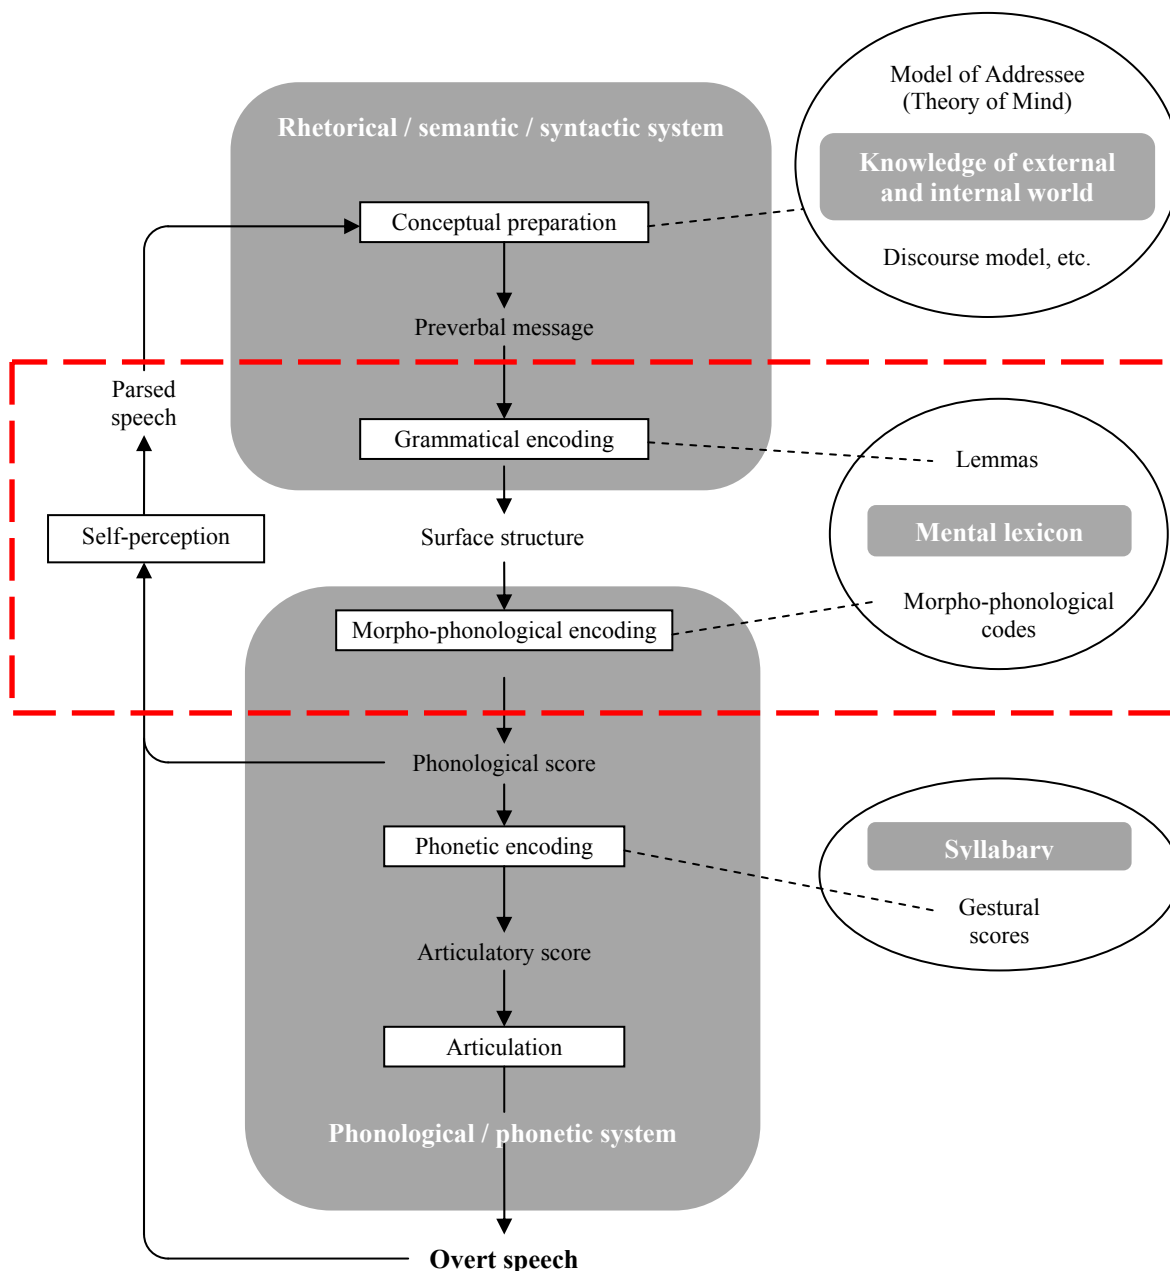 Model of Addressee
(Theory of Mind)
Rhetorical / semantic / syntactic system
Knowledge of external
and internal world
Conceptual preparation
Discourse model, etc.
Preverbal message
Parsed
speech
Grammatical encoding
Lemmas
Self-perception
Surface structure
Mental lexicon
Morpho-phonological encoding
Morpho-phonological
codes
Phonological score
Phonetic encoding
Syllabary
Gestural
scores
Articulatory score
Articulation
Phonological / phonetic system
Overt speech